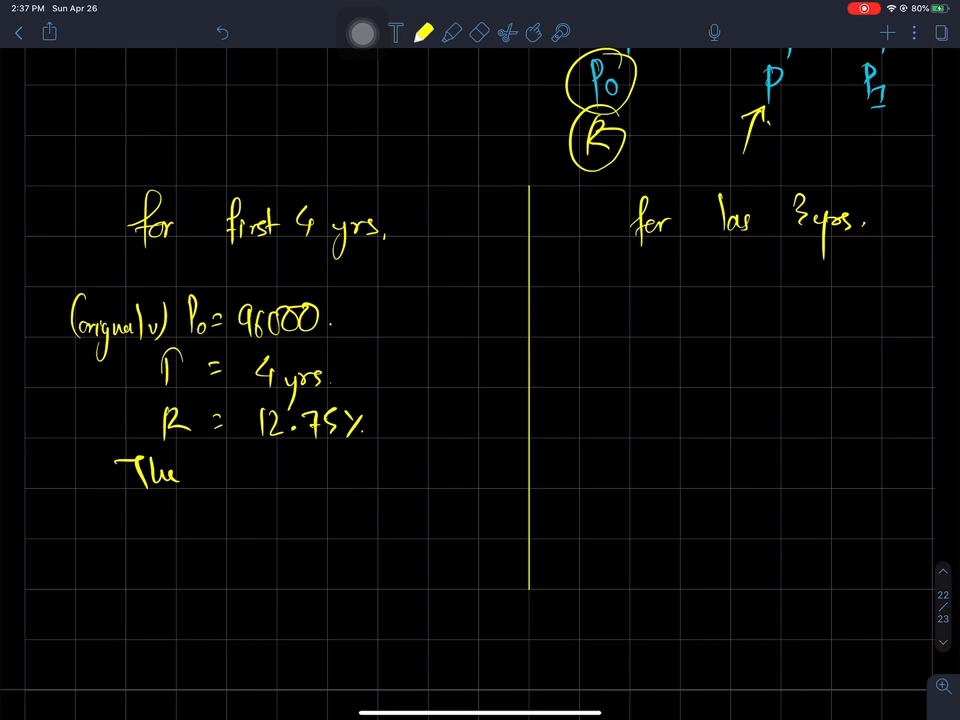 2:37 PM Sun Apr 26
80%
T
P₀' P' P₁'
R
for first 4 yrs.
for las 3 yrs.
(original v) P₀ = 96000.
T = 4 yrs.
R = 12.75%.
The
22
/
23